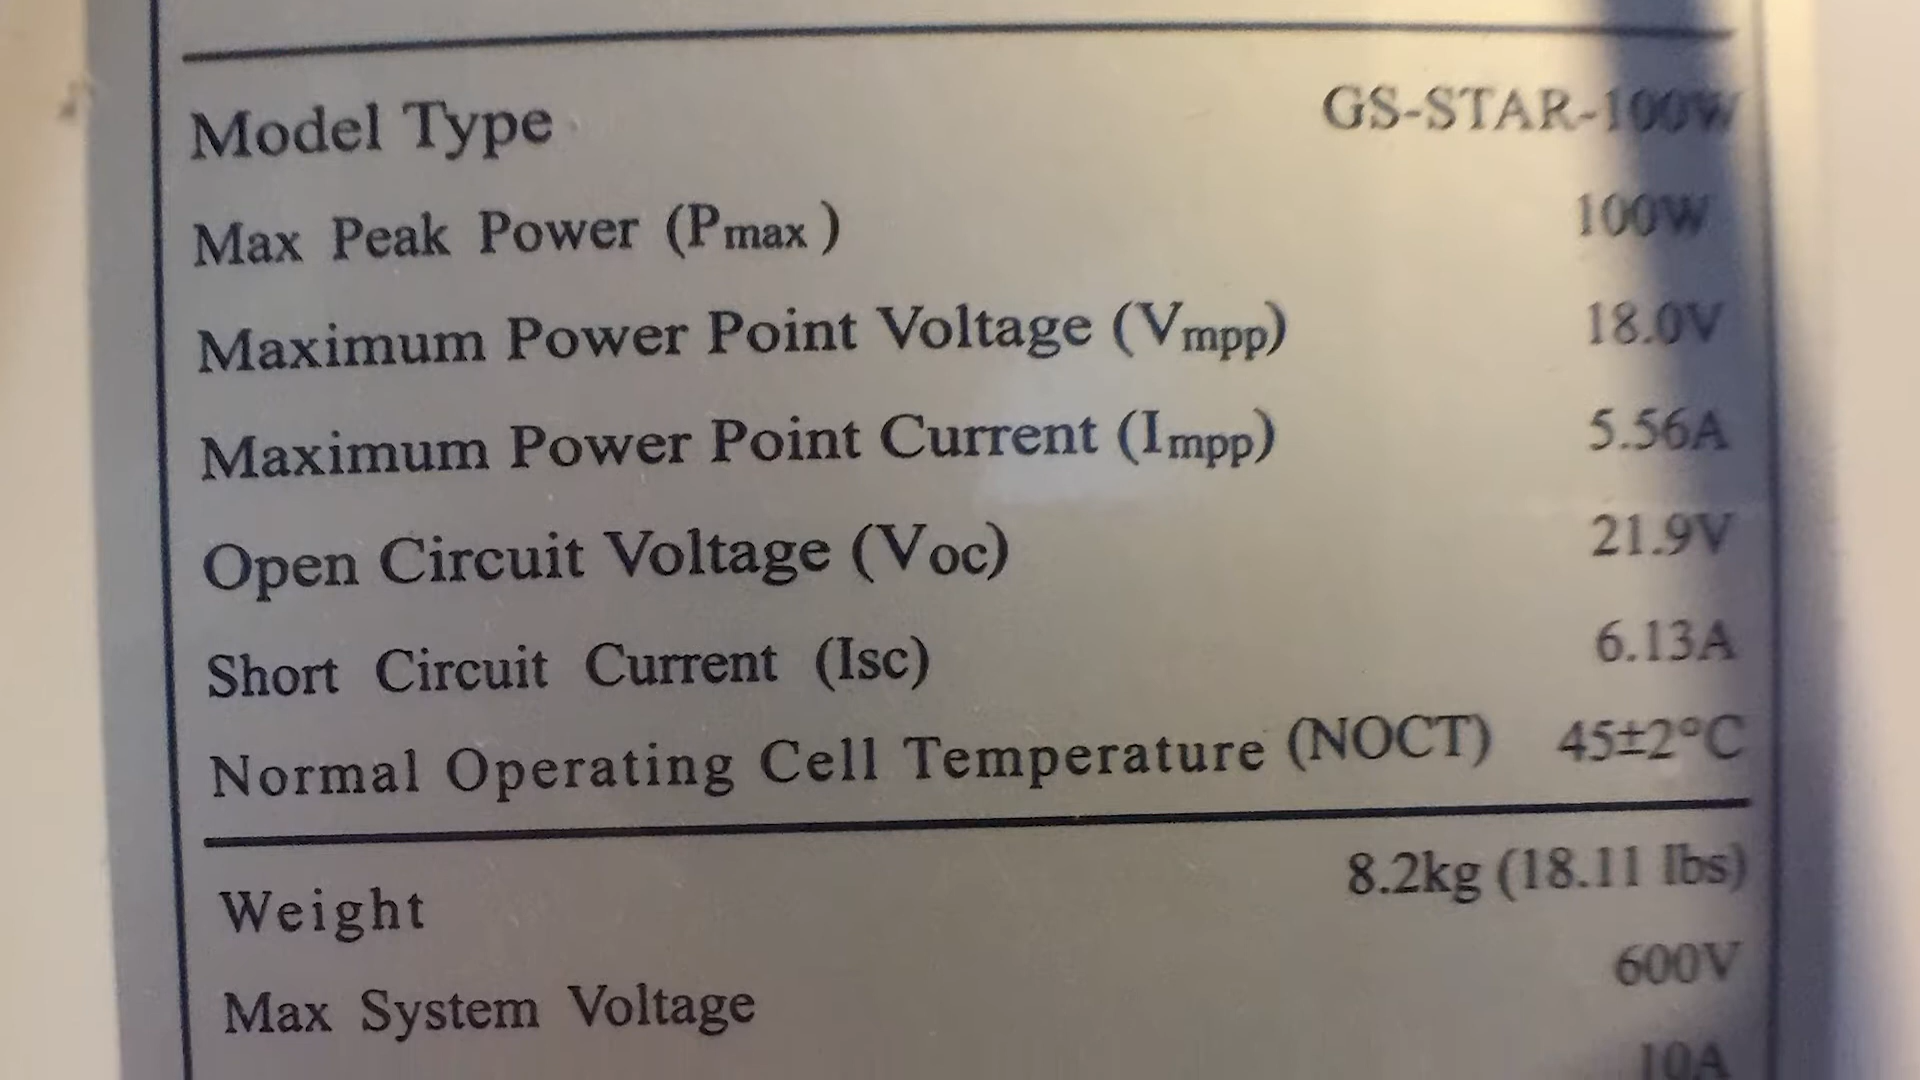 Model Type GS-STAR-100W
Max Peak Power (Pmax) 100W
Maximum Power Point Voltage (Vmpp) 18.0V
Maximum Power Point Current (Impp) 5.56A
Open Circuit Voltage (Voc) 21.9V
Short Circuit Current (Isc) 6.13A
Normal Operating Cell Temperature (NOCT) 45±2°C
Weight 8.2kg (18.11 lbs)
Max System Voltage 600V
10A